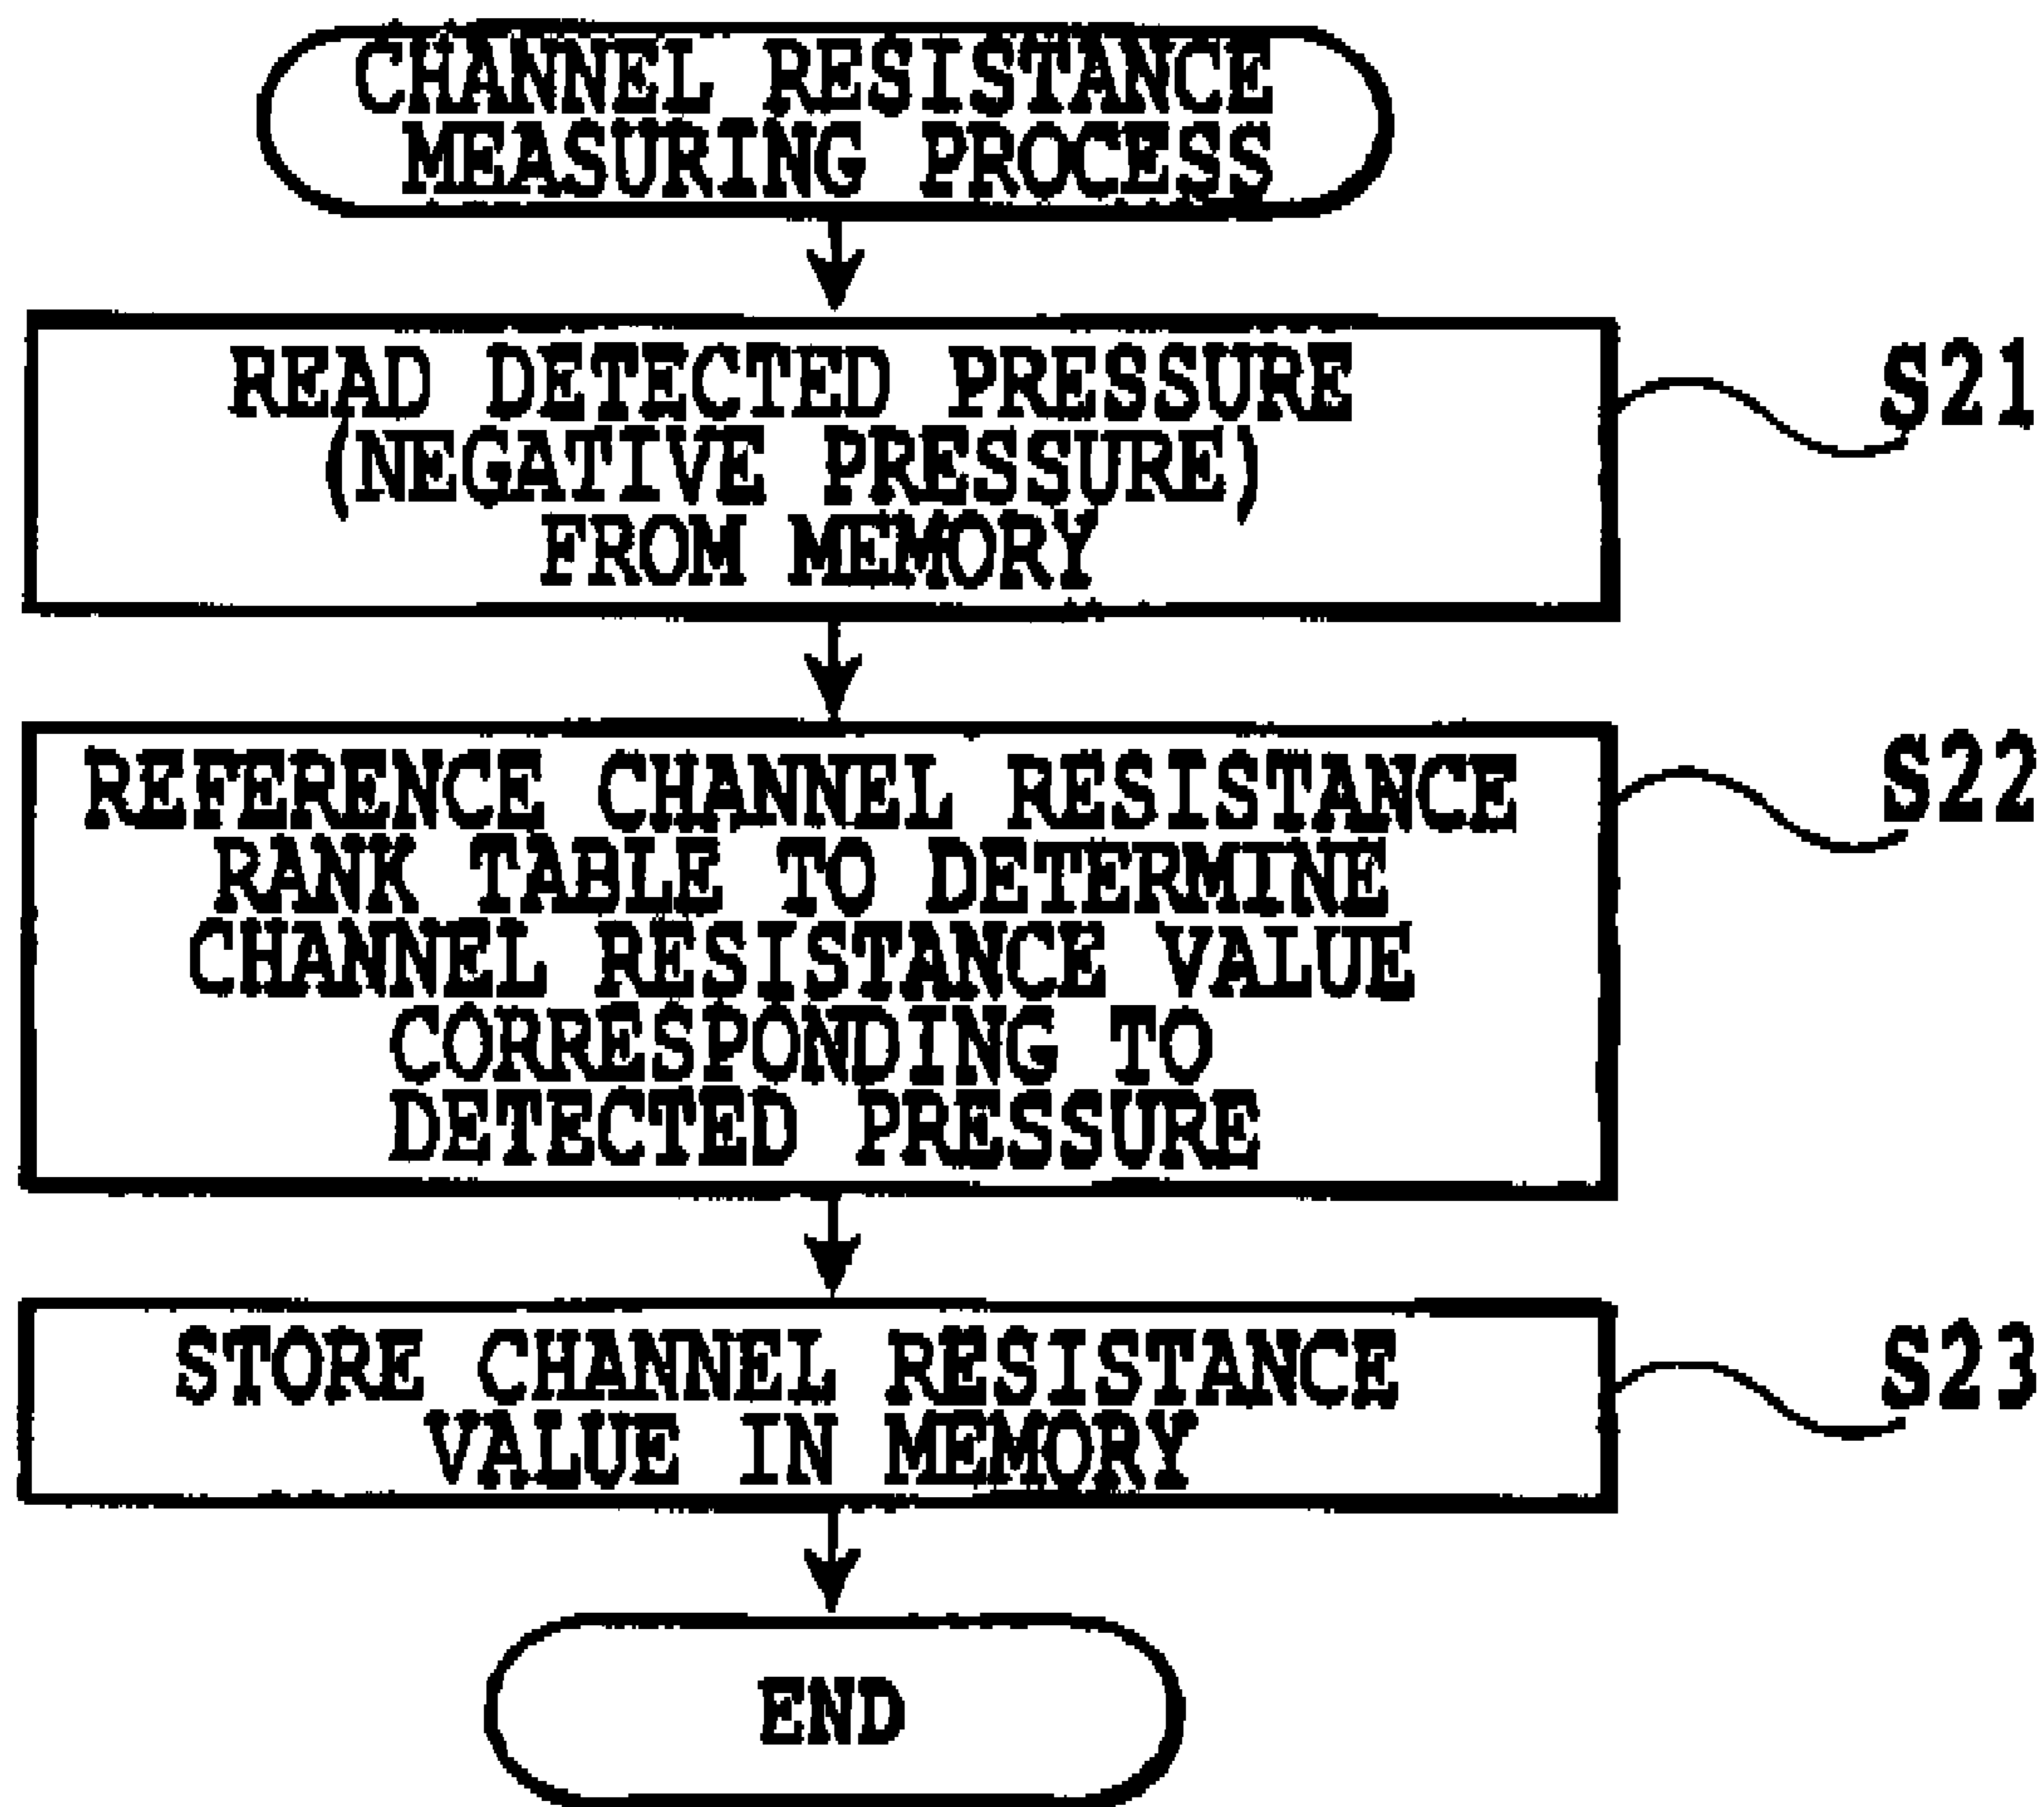 CHANNEL RESISTANCE
MEASURING PROCESS
READ DETECTED PRESSURE
(NEGATIVE PRESSURE)
FROM MEMORY
S21
REFERENCE CHANNEL RESISTANCE
RANK TABLE TO DETERMINE
CHANNEL RESISTANCE VALUE
CORRESPONDING TO
DETECTED PRESSURE
S22
STORE CHANNEL RESISTANCE
VALUE IN MEMORY
S23
END